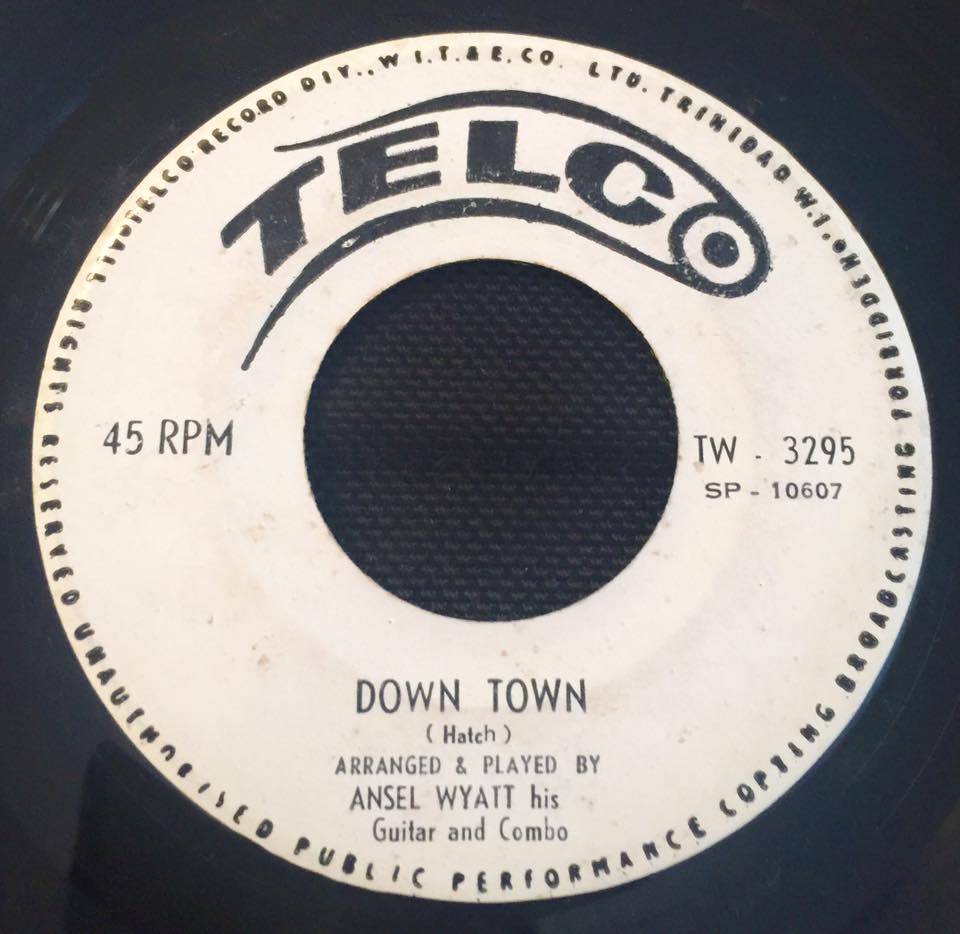 TELCO RECORD DIV., W I.T. & E. CO. LTD. TRINIDAD W.I.
TELCO
45 RPM
TW - 3295
SP - 10607
DOWN TOWN
( Hatch )
ARRANGED & PLAYED BY
ANSEL WYATT his
Guitar and Combo
ALL RIGHTS RESERVED UNAUTHORISED PUBLIC PERFORMANCE COPYING BROADCASTING FORBIDDEN